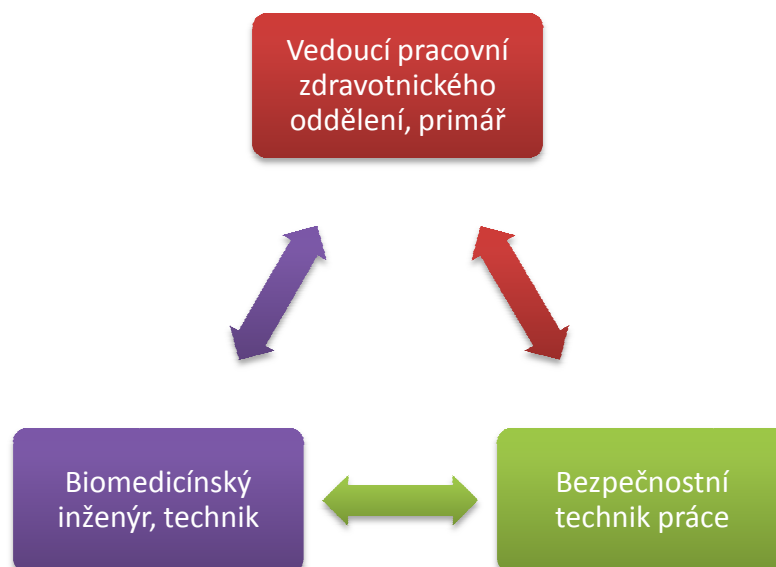 Vedoucí pracovní
zdravotnického
oddělení, primář
Biomedicínský
inženýr, technik
Bezpečnostní
technik práce